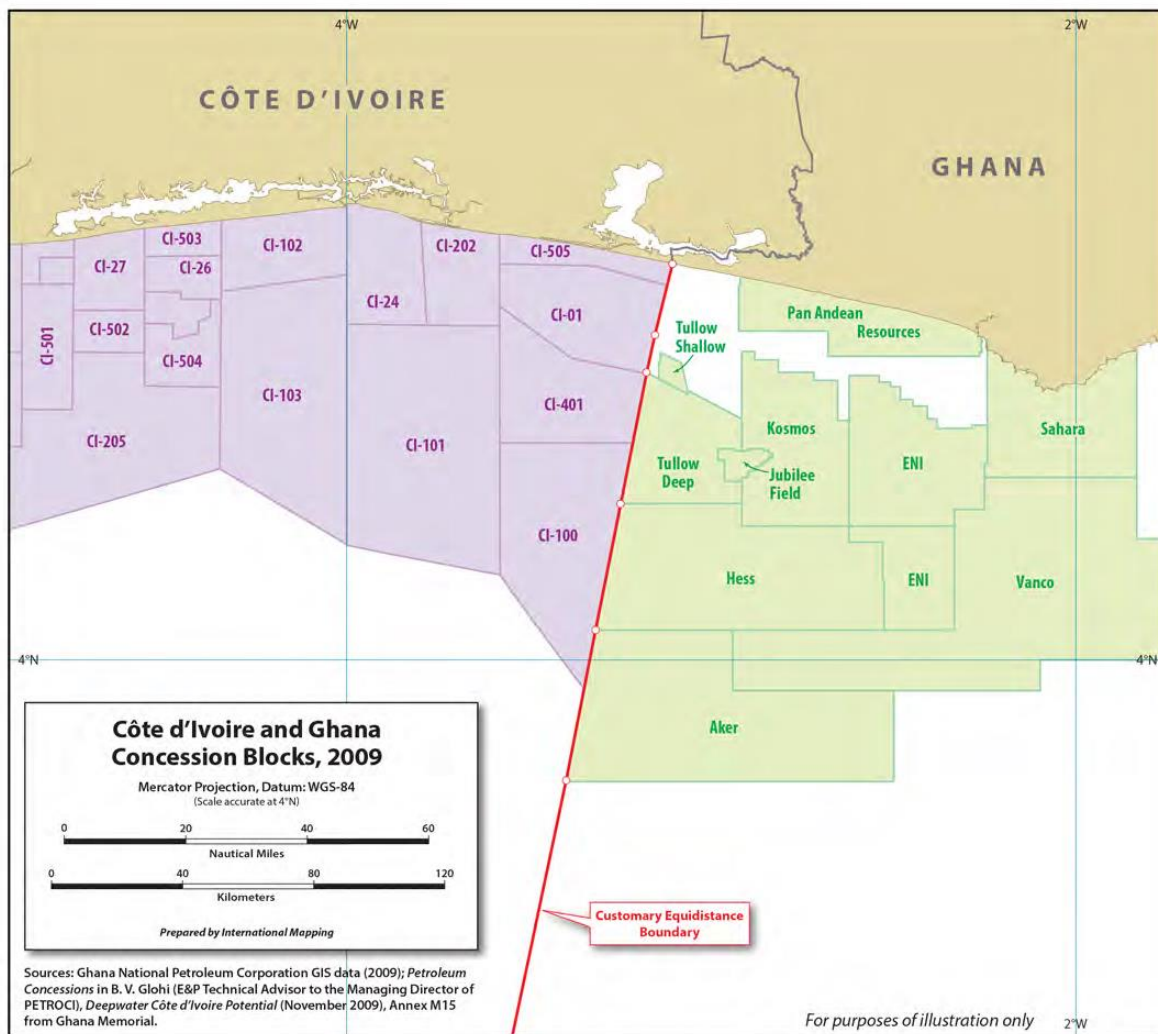 4°W
2°W
CÔTE D'IVOIRE
GHANA
CI-503
CI-102
CI-202
CI-505
CI-27
CI-26
CI-24
CI-01
Pan Andean
Resources
Tullow
Shallow
CI-502
CI-501
CI-504
CI-103
CI-401
Kosmos
Sahara
CI-205
CI-101
Tullow
Deep
Jubilee
Field
ENI
CI-100
Hess
ENI
Vanco
4°N
4°N
Aker
Côte d'Ivoire and Ghana
Concession Blocks, 2009
Mercator Projection, Datum: WGS-84
(Scale accurate at 4°N)
0 20 40 60
Nautical Miles
0 40 80 120
Kilometers
Prepared by International Mapping
Customary Equidistance
Boundary
Sources: Ghana National Petroleum Corporation GIS data (2009); Petroleum
Concessions in B. V. Glohi (E&P Technical Advisor to the Managing Director of
PETROCI), Deepwater Côte d'Ivoire Potential (November 2009), Annex M15
from Ghana Memorial.
For purposes of illustration only
2°W